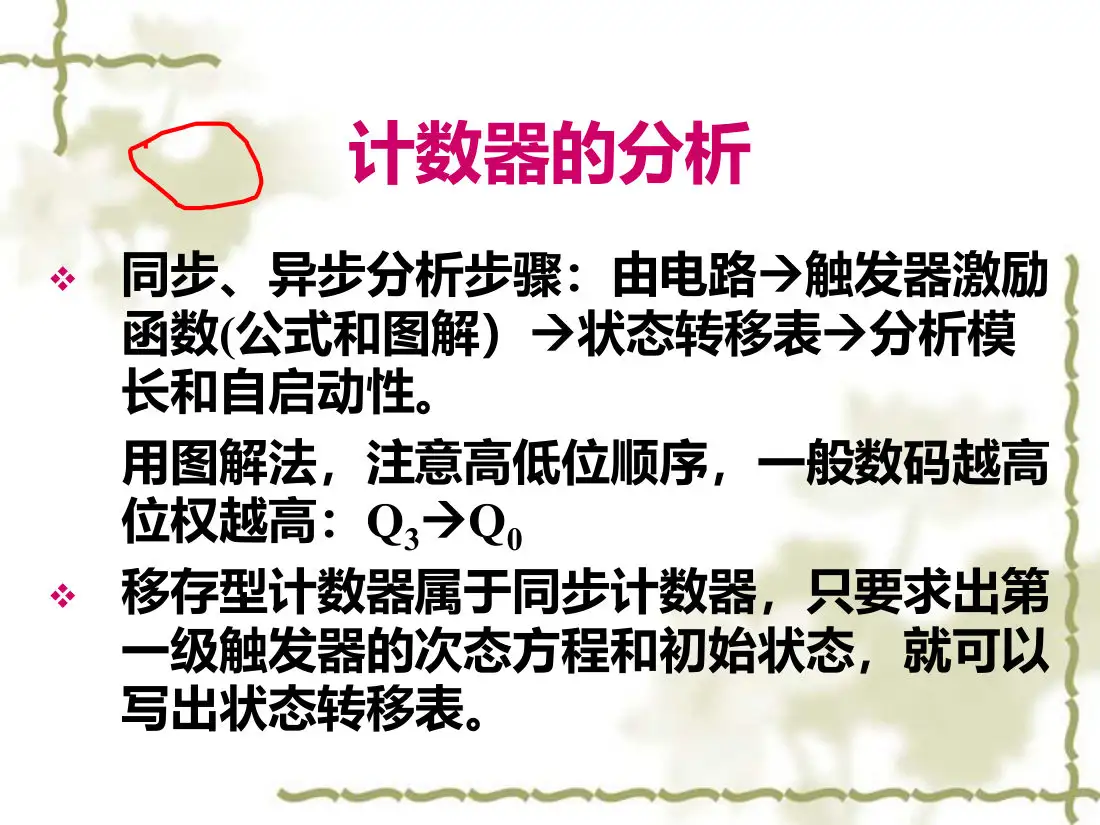 计数器的分析
同步、异步分析步骤：由电路→触发器激励
函数(公式和图解）→状态转移表→分析模
长和自启动性。
用图解法，注意高低位顺序，一般数码越高
位权越高：Q₃→Q₀
移存型计数器属于同步计数器，只要求出第
一级触发器的次态方程和初始状态，就可以
写出状态转移表。